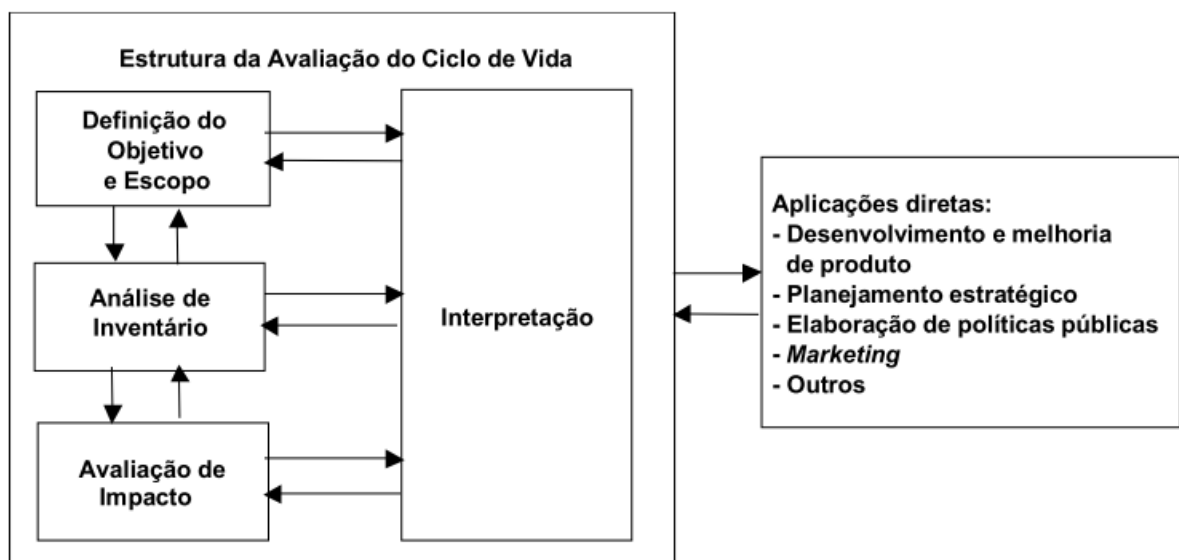 Estrutura da Avaliação do Ciclo de Vida
Definição do
Objetivo
e Escopo
Análise de
Inventário
Avaliação de
Impacto
Interpretação
Aplicações diretas:
- Desenvolvimento e melhoria
de produto
- Planejamento estratégico
- Elaboração de políticas públicas
- Marketing
- Outros